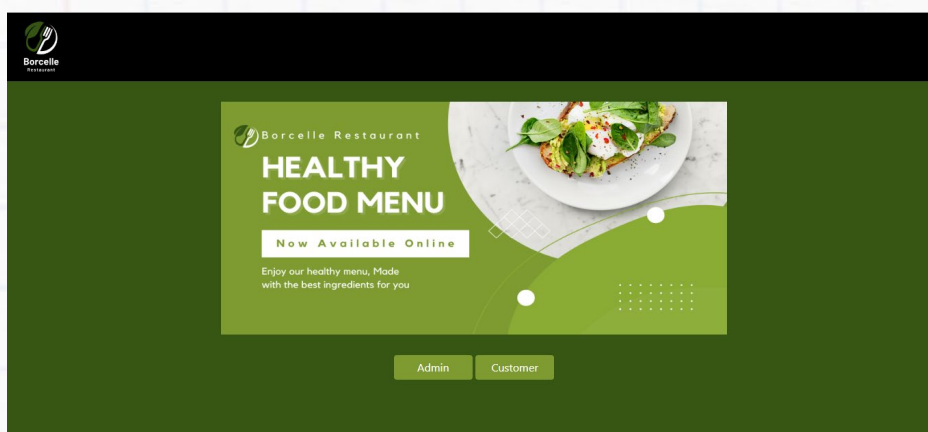 Borcelle
Restaurant
Borcelle Restaurant
HEALTHY
FOOD MENU
Now Available Online
Enjoy our healthy menu, Made
with the best ingredients for you
Admin
Customer